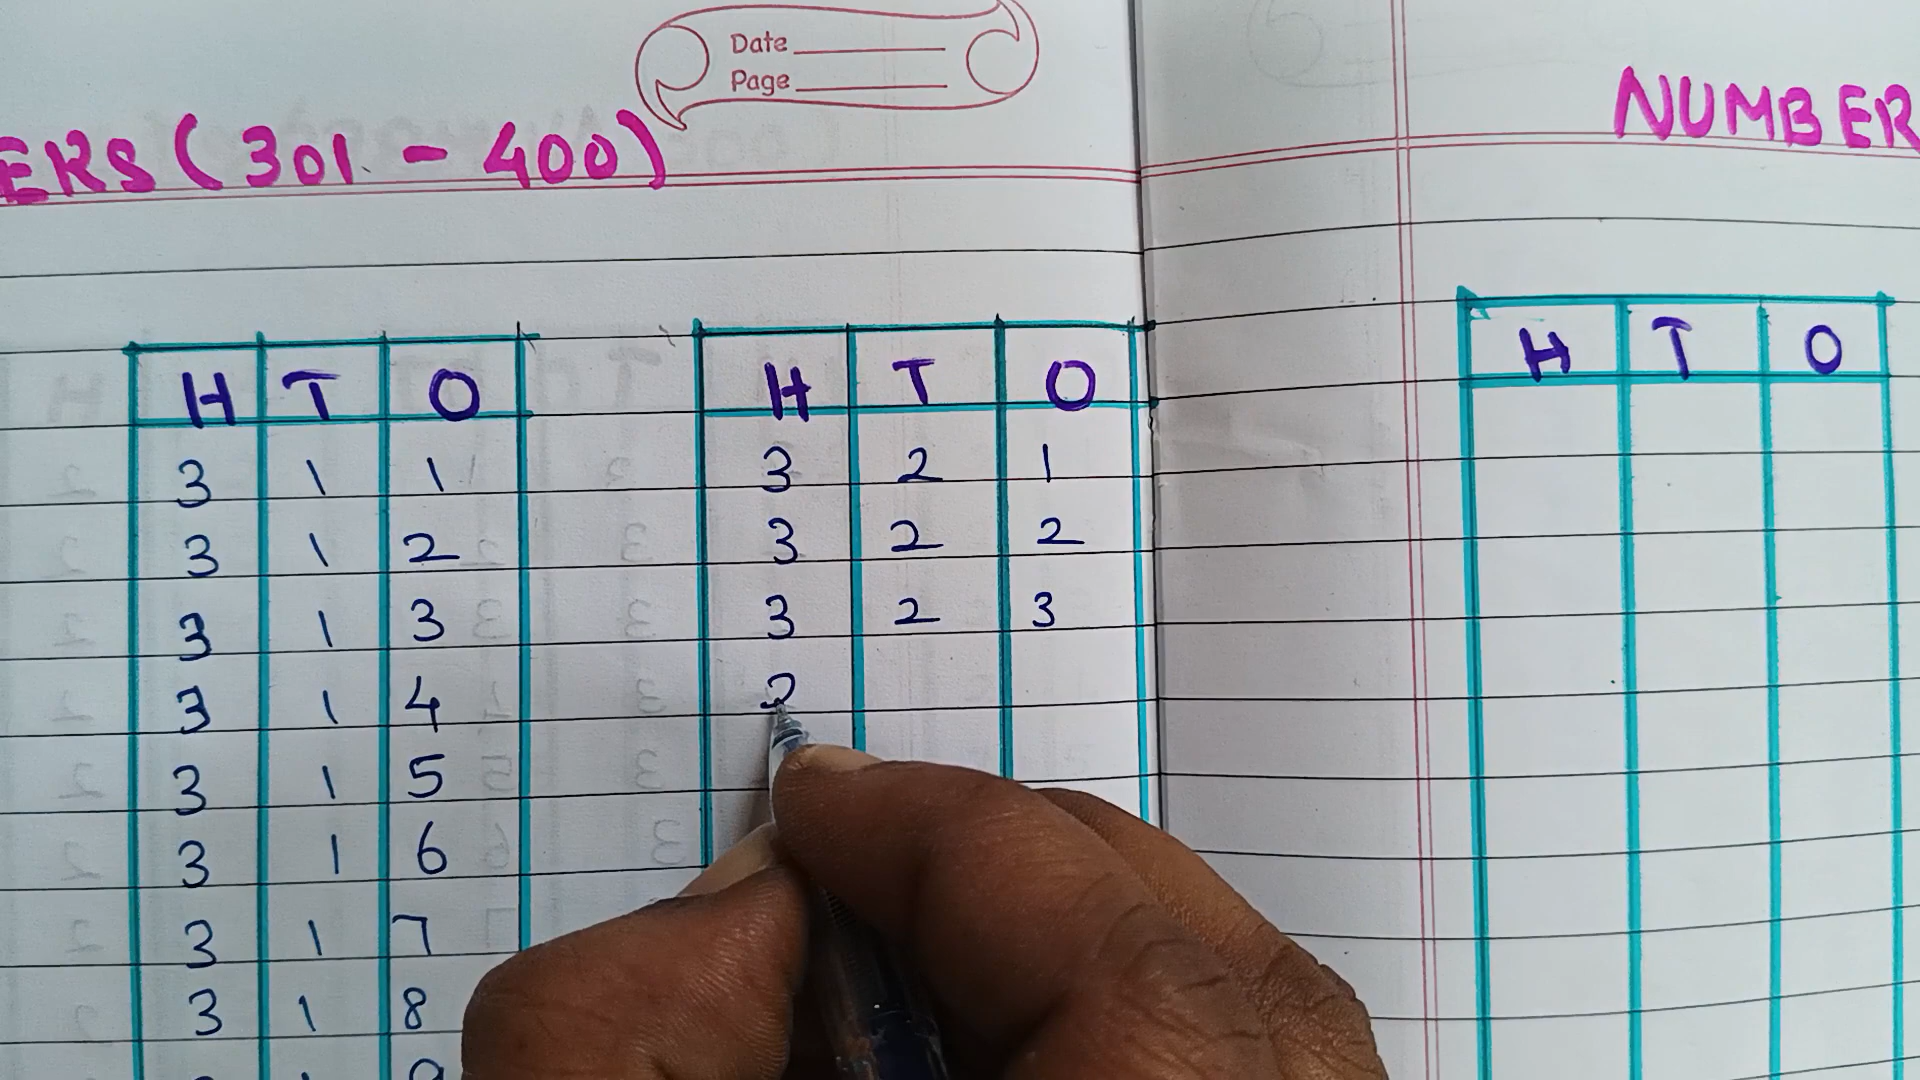 Date
Page
ERS (301 - 400)
NUMBER
H T O
3 1 1
3 1 2
3 1 3
3 1 4
3 1 5
3 1 6
3 1 7
3 1 8
H T O
3 2 1
3 2 2
3 2 3
H T O